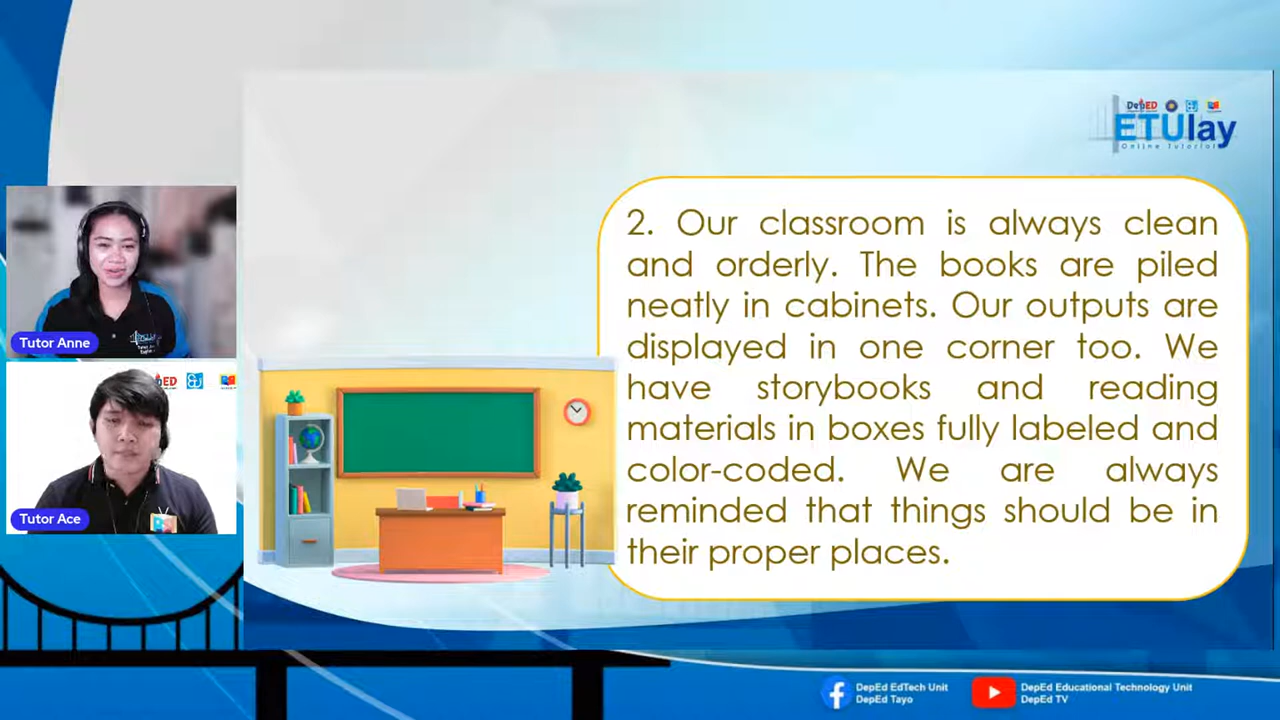 DepED
ETUlay
Online Tutorial
2. Our classroom is always clean
and orderly. The books are piled
neatly in cabinets. Our outputs are
displayed in one corner too. We
have storybooks and reading
materials in boxes fully labeled and
color-coded. We are always
reminded that things should be in
their proper places.
Tutor Anne
Tutor Ace
DepEd EdTech Unit
DepEd Tayo
DepEd Educational Technology Unit
DepEd TV